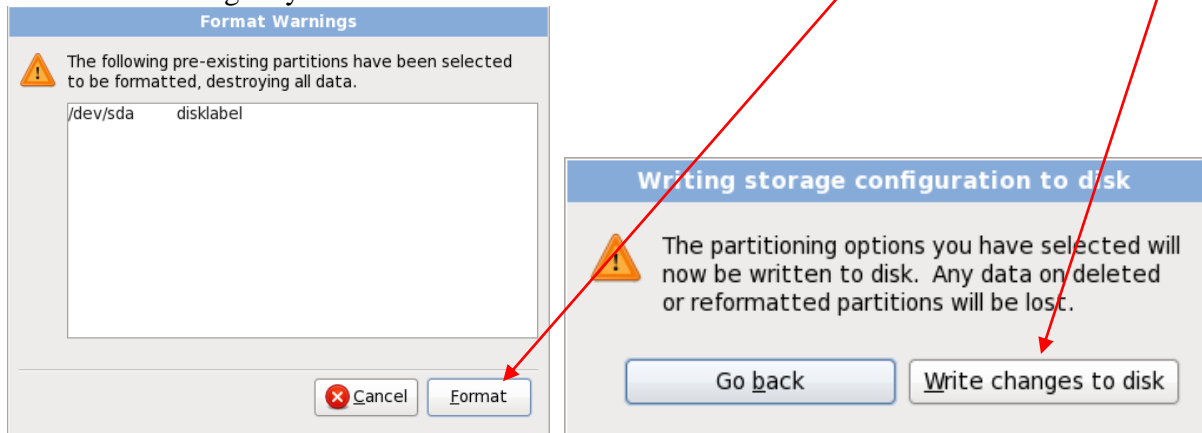 Format Warnings
The following pre-existing partitions have been selected
to be formatted, destroying all data.
/dev/sda disklabel
Cancel
Format
Writing storage configuration to disk
The partitioning options you have selected will
now be written to disk. Any data on deleted
or reformatted partitions will be lost.
Go back
Write changes to disk